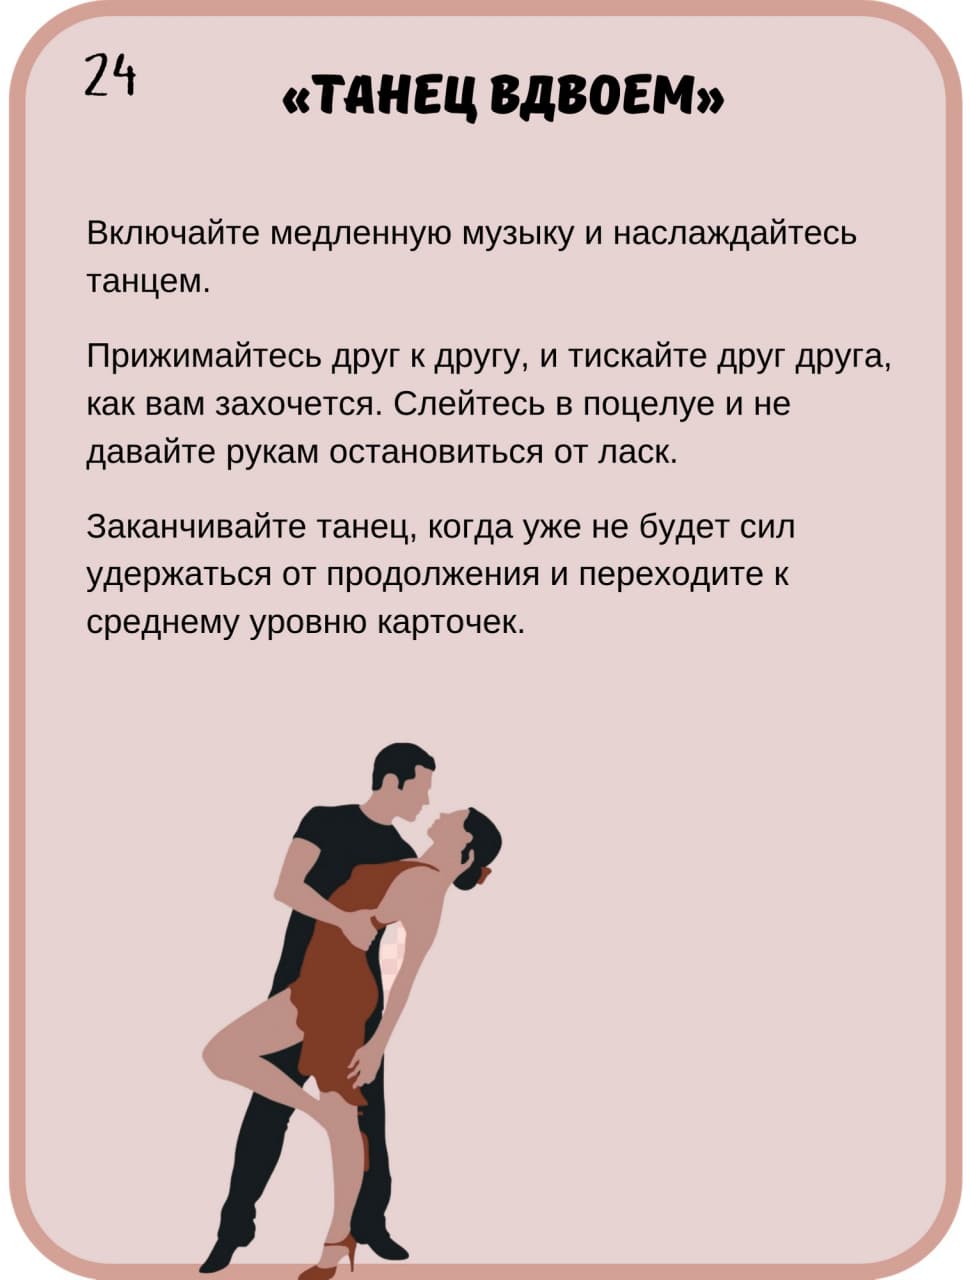 24
«ТАНЕЦ ВДВОЕМ»
Включайте медленную музыку и наслаждайтесь
танцем.
Прижимайтесь друг к другу, и тискайте друг друга,
как вам захочется. Слейтесь в поцелуе и не
давайте рукам остановиться от ласк.
Заканчивайте танец, когда уже не будет сил
удержаться от продолжения и переходите к
среднему уровню карточек.